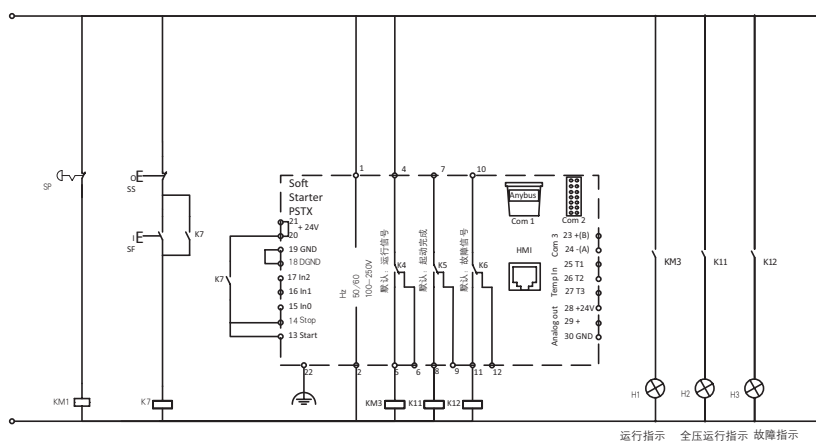 SP
O
SS
I
SF
K7
KM1
K7
K7
Soft
Starter
PSTX
21
+ 24V
20
19 GND
18 DGND
17 In2
16 In1
15 In0
14 Stop
13 Start
22
1
4
7
10
Hz
50/60
100-250V
默认：运行信号
K4
默认：起动完成
K5
默认：故障信号
K6
2
5
6
8
9
11
12
KM3
K11
K12
Anybus
Com 1
Com 2
HMI
Com 3
23 +(B)
24 -(A)
Temp In
25 T1
26 T2
27 T3
Analog out
28 +24V
29 +
30 GND
KM3
K11
K12
H1
H2
H3
运行指示
全压运行指示
故障指示